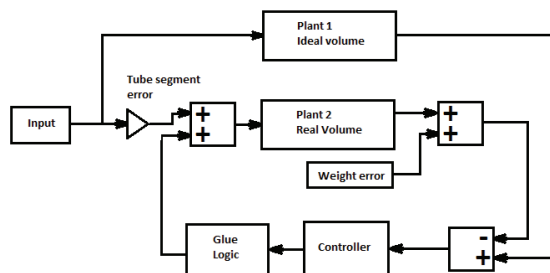 Plant 1
Ideal volume
Tube segment
error
Input
+
+
Plant 2
Real Volume
+
+
Weight error
Glue
Logic
Controller
-
+